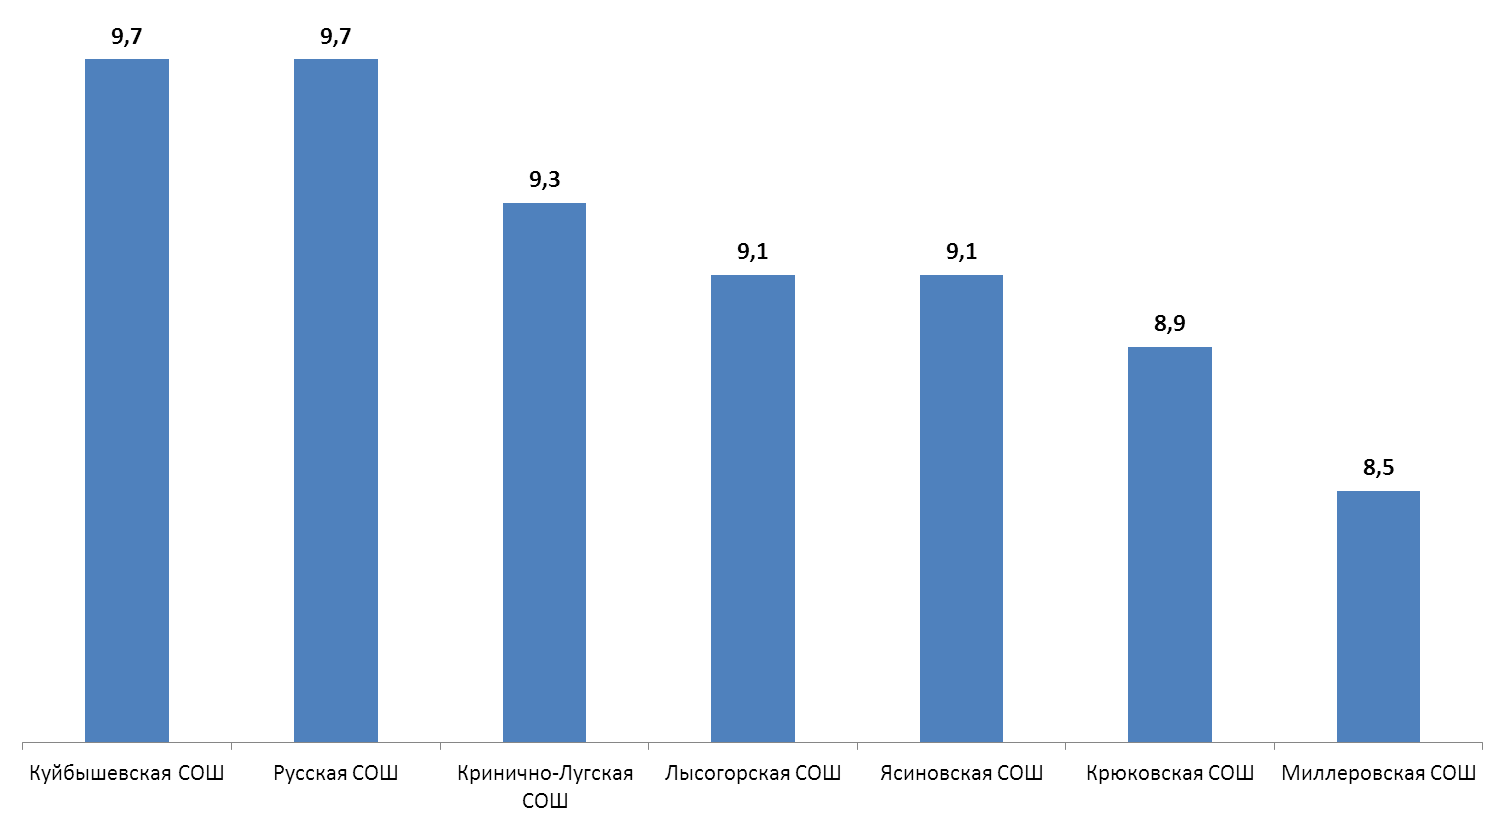 9,7
9,7
9,3
9,1
9,1
8,9
8,5
Куйбышевская СОШ
Русская СОШ
Кринично-Лугская
СОШ
Лысогорская СОШ
Ясиновская СОШ
Крюковская СОШ
Миллеровская СОШ